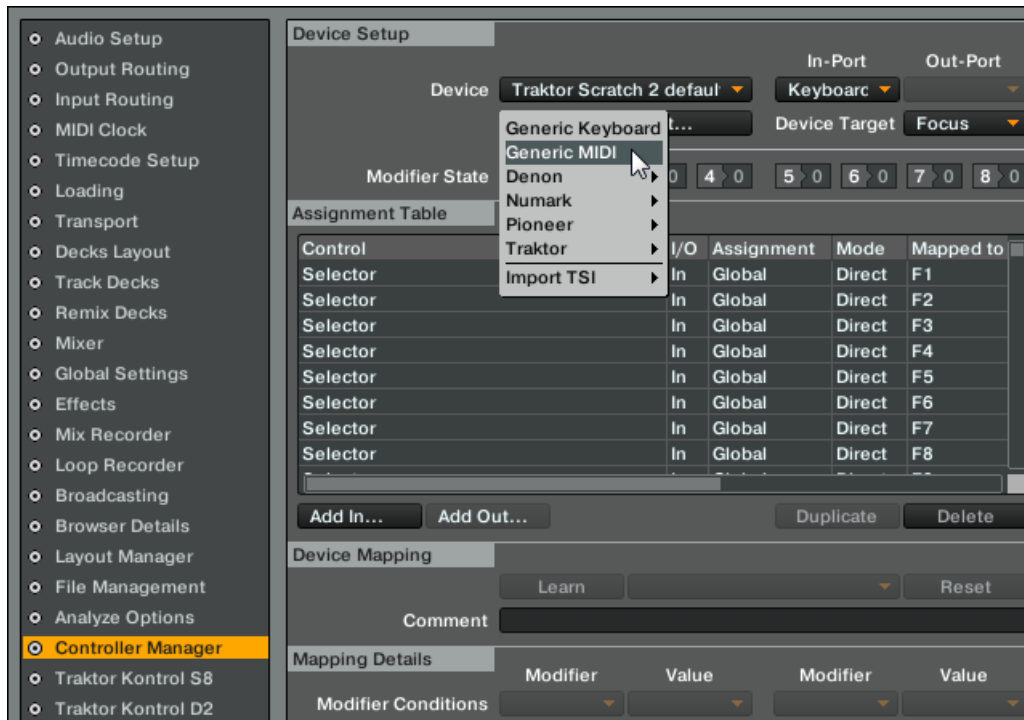 Audio Setup
Output Routing
Input Routing
MIDI Clock
Timecode Setup
Loading
Transport
Decks Layout
Track Decks
Remix Decks
Mixer
Global Settings
Effects
Mix Recorder
Loop Recorder
Broadcasting
Browser Details
Layout Manager
File Management
Analyze Options
Controller Manager
Traktor Kontrol S8
Traktor Kontrol D2
Device Setup
In-Port Out-Port
Device Traktor Scratch 2 defaul Keyboarc
t... Device Target Focus
Generic Keyboard
Generic MIDI
Denon
Numark
Pioneer
Traktor
Import TSI
Modifier State 0 4 0 5 0 6 0 7 0 8 0
Assignment Table
Control I/O Assignment Mode Mapped to
Selector In Global Direct F1
Selector In Global Direct F2
Selector In Global Direct F3
Selector In Global Direct F4
Selector In Global Direct F5
Selector In Global Direct F6
Selector In Global Direct F7
Selector In Global Direct F8
Add In... Add Out... Duplicate Delete
Device Mapping
Learn Reset
Comment
Mapping Details
Modifier Value Modifier Value
Modifier Conditions